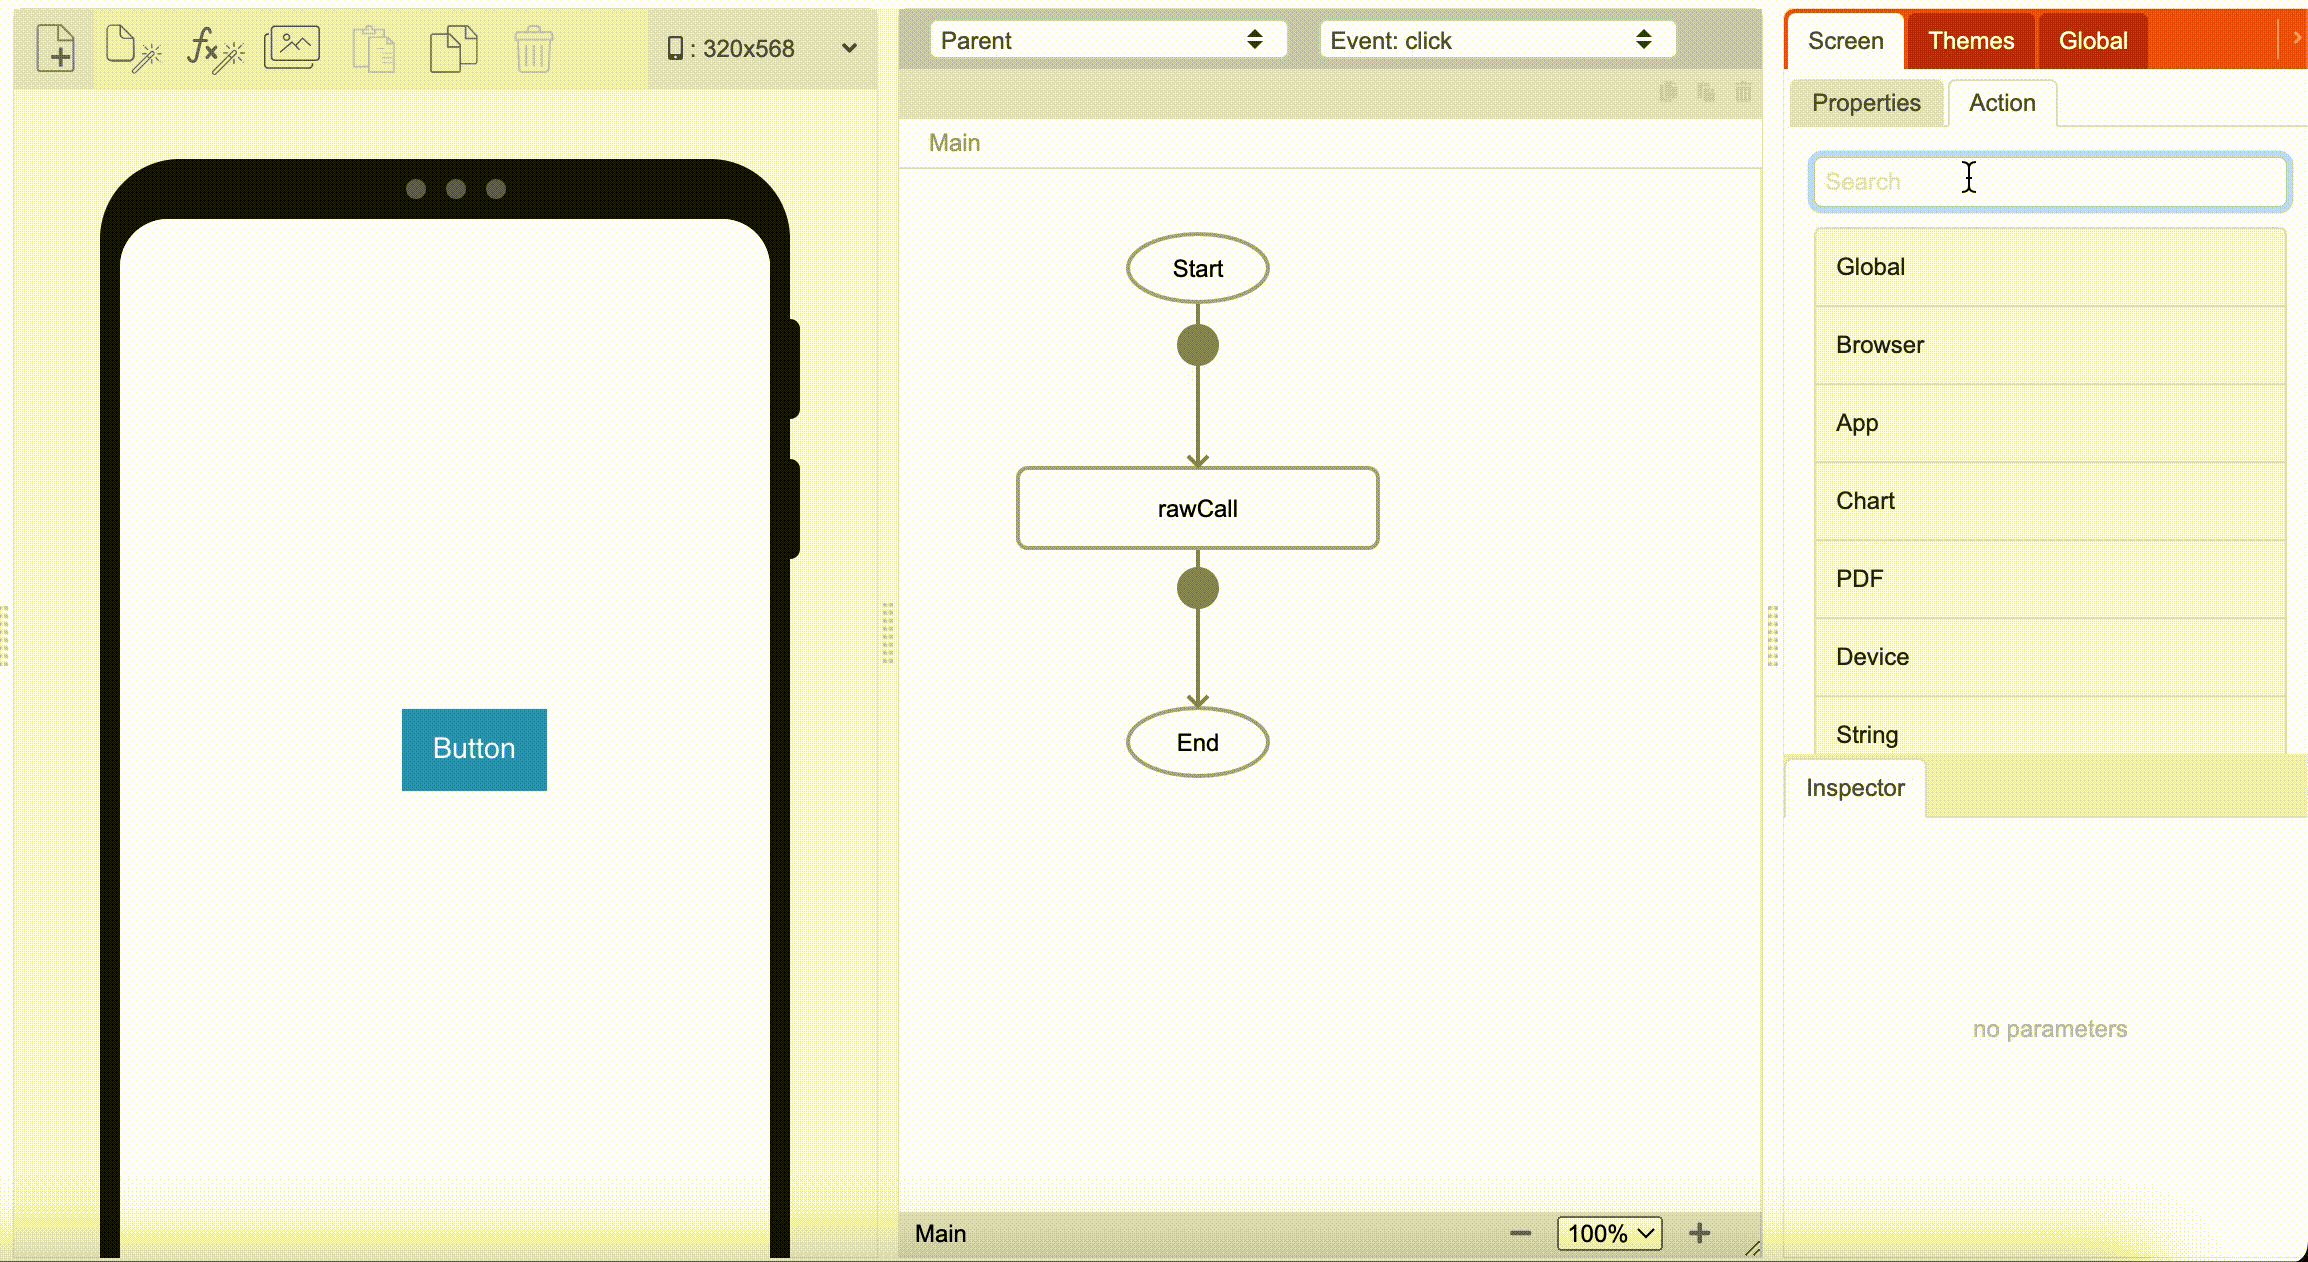 : 320x568
Button
Parent
Event: click
Main
Start
rawCall
End
Main
100%
Screen
Themes
Global
Properties
Action
Search
Global
Browser
App
Chart
PDF
Device
String
Inspector
no parameters